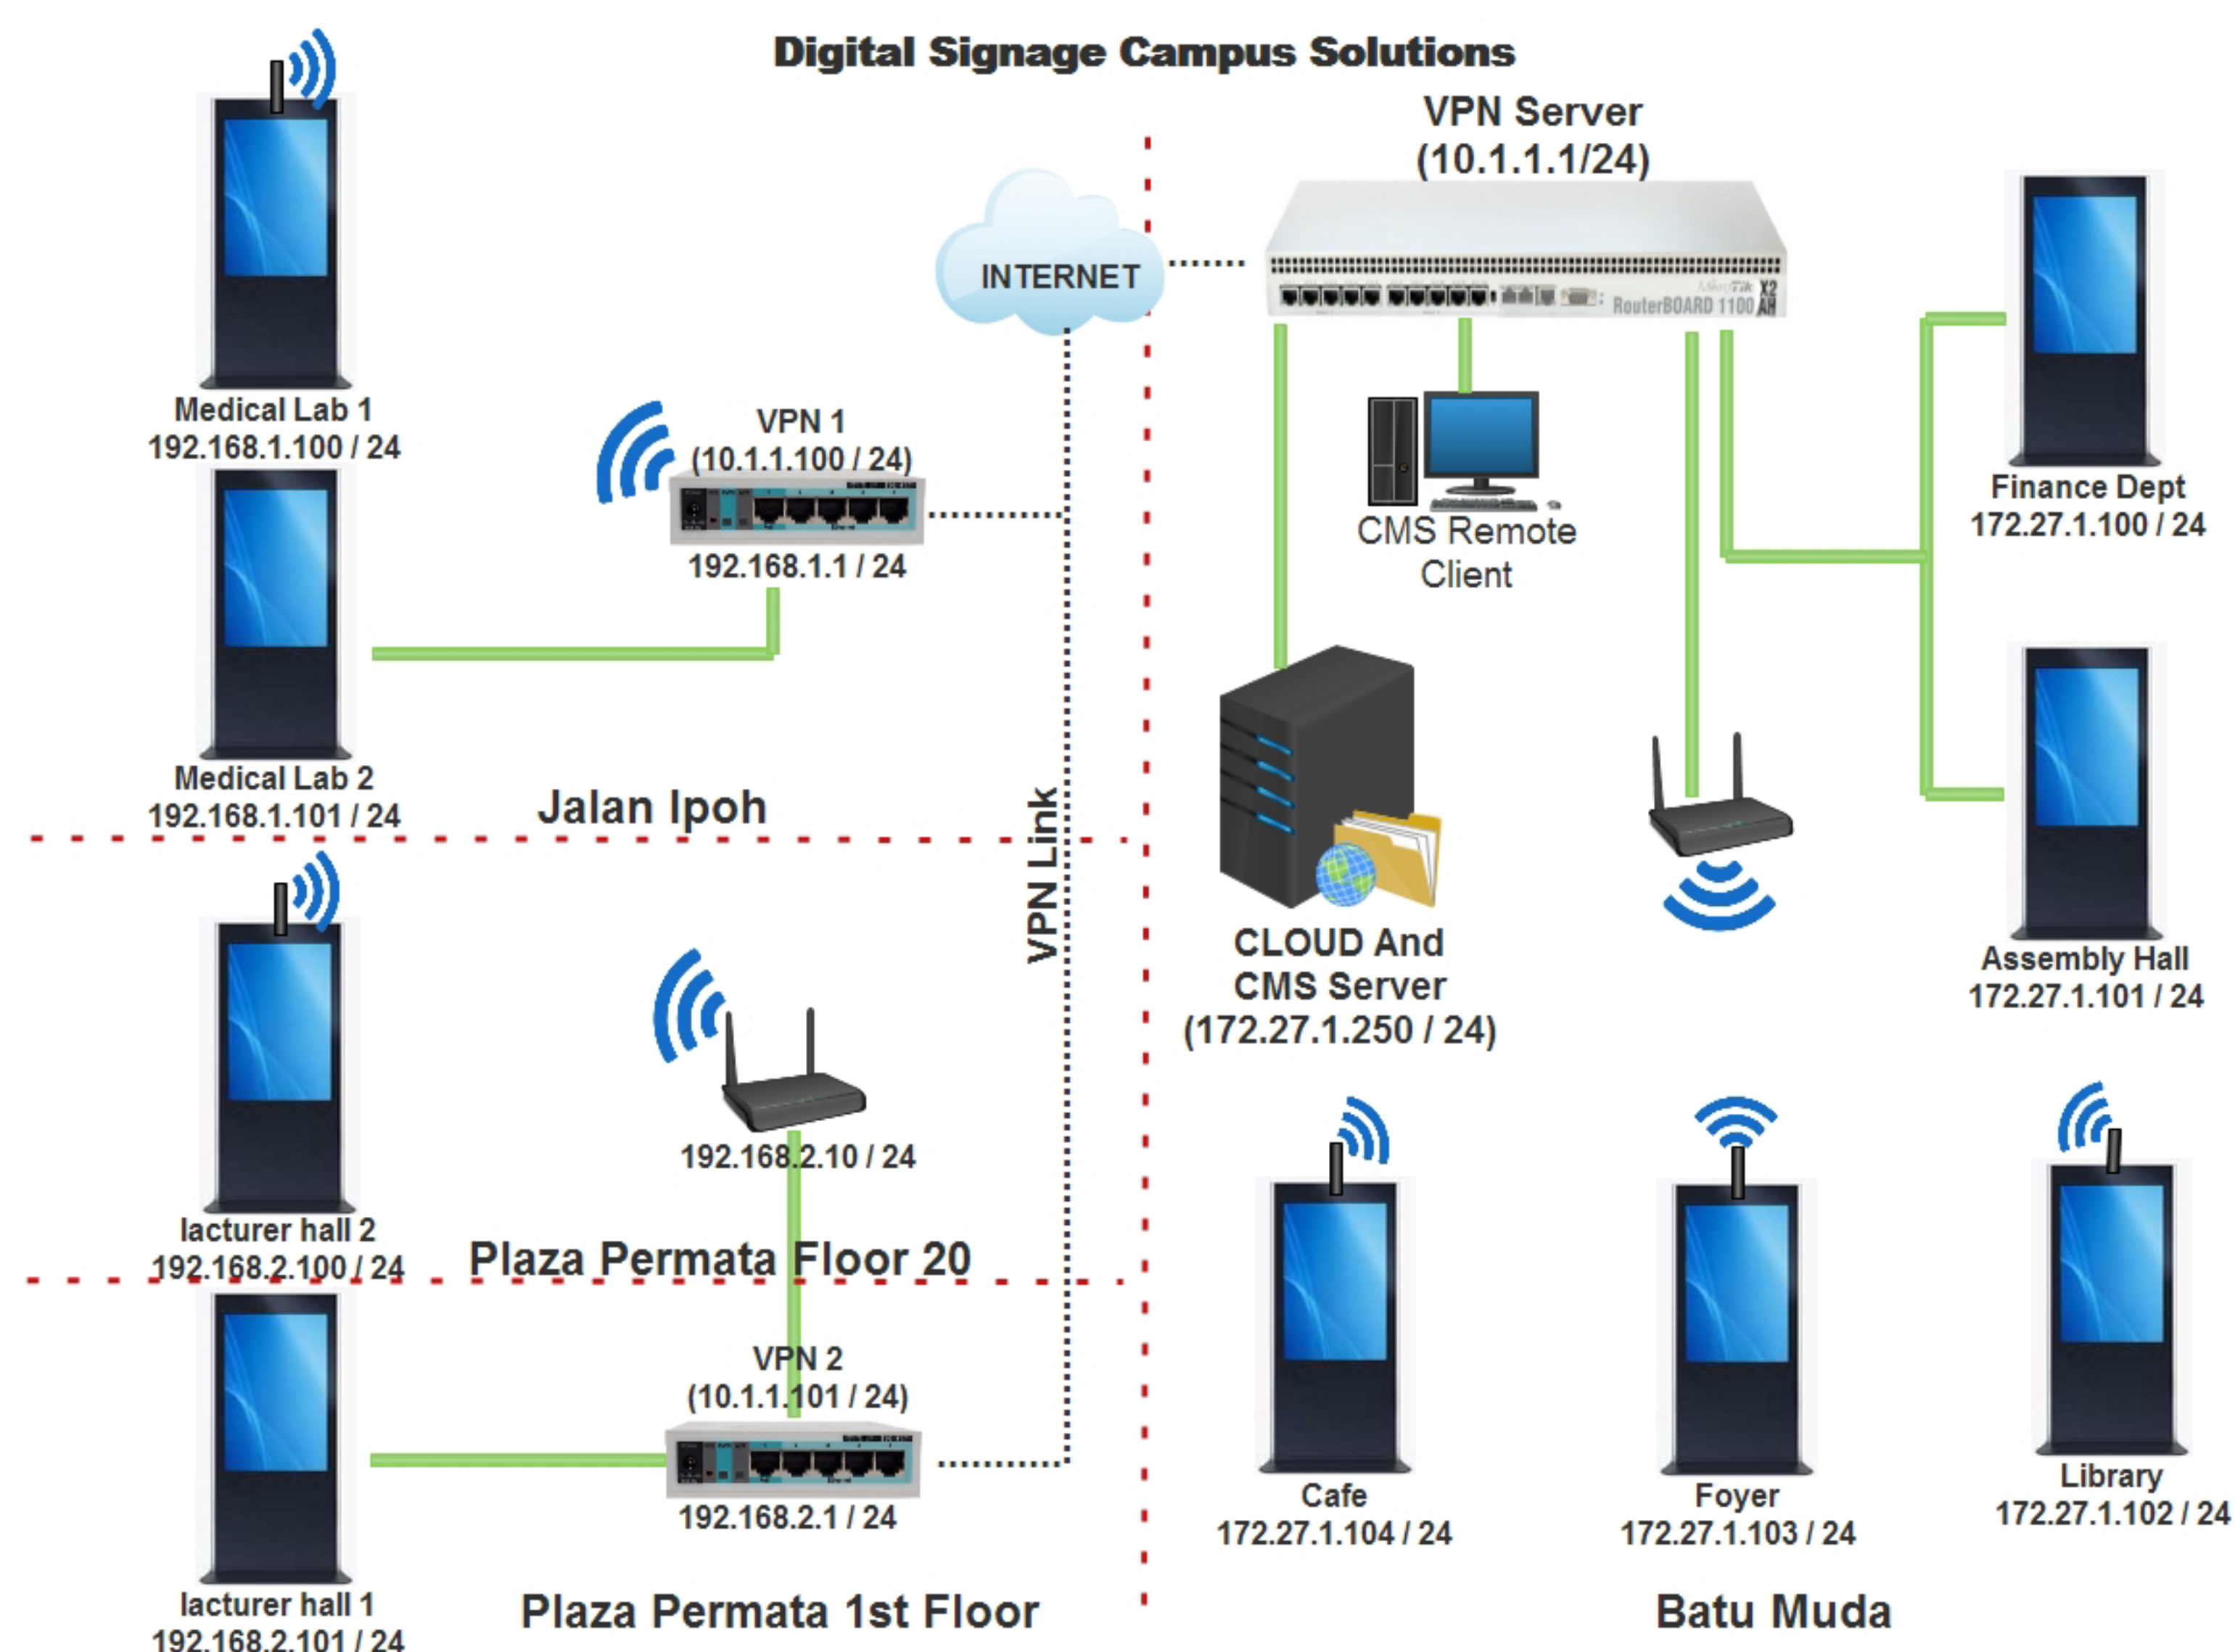 Digital Signage Campus Solutions
VPN Server
(10.1.1.1/24)
INTERNET
MikroTik
RouterBOARD 1100
X2
AH
Medical Lab 1
192.168.1.100 / 24
VPN 1
(10.1.1.100 / 24)
192.168.1.1 / 24
Medical Lab 2
192.168.1.101 / 24
Jalan Ipoh
VPN Link
CMS Remote
Client
Finance Dept
172.27.1.100 / 24
CLOUD And
CMS Server
(172.27.1.250 / 24)
Assembly Hall
172.27.1.101 / 24
lacturer hall 2
192.168.2.100 / 24
192.168.2.10 / 24
Plaza Permata Floor 20
VPN 2
(10.1.1.101 / 24)
192.168.2.1 / 24
lacturer hall 1
192.168.2.101 / 24
Plaza Permata 1st Floor
Cafe
172.27.1.104 / 24
Foyer
172.27.1.103 / 24
Library
172.27.1.102 / 24
Batu Muda